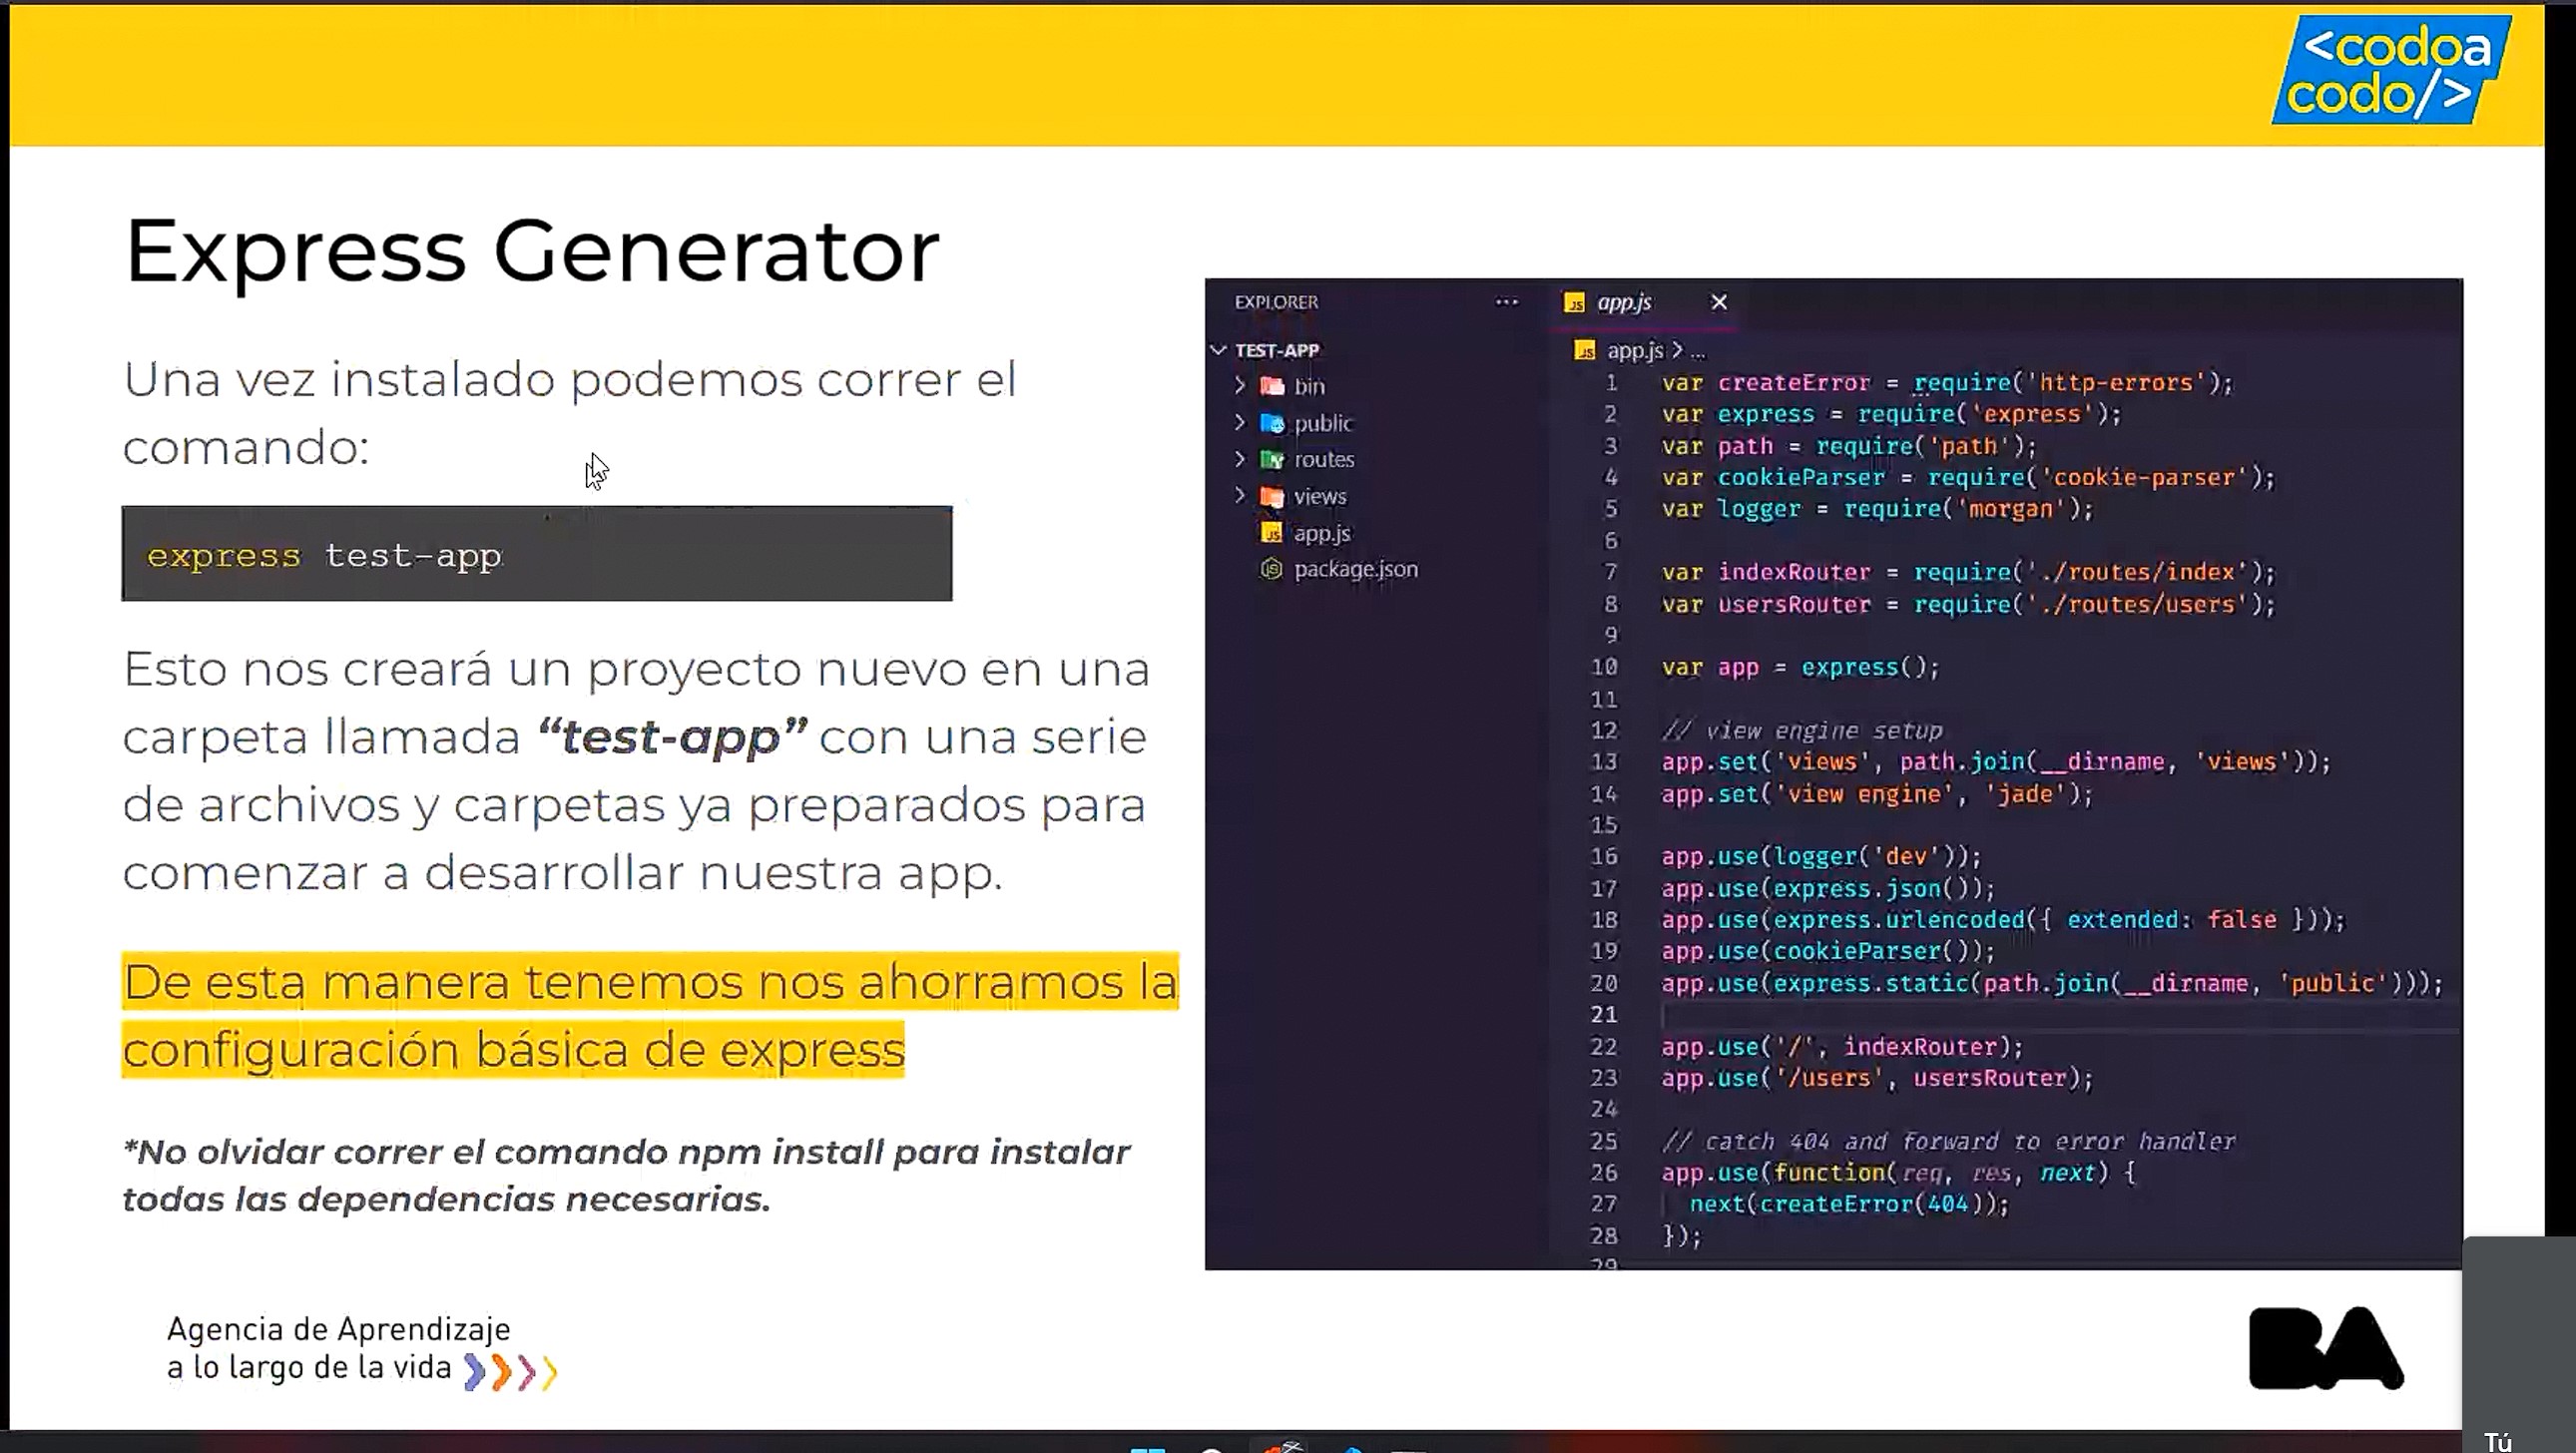 <codoa
codo/>
Express Generator
Una vez instalado podemos correr el
comando:
express test-app
Esto nos creará un proyecto nuevo en una
carpeta llamada “test-app” con una serie
de archivos y carpetas ya preparados para
comenzar a desarrollar nuestra app.
De esta manera tenemos nos ahorramos la
configuración básica de express
*No olvidar correr el comando npm install para instalar
todas las dependencias necesarias.
EXPLORER ···
TEST-APP
bin
public
routes
views
app.js
package.json
JS app.js ×
JS app.js > ...
1 var createError = require('http-errors');
2 var express = require('express');
3 var path = require('path');
4 var cookieParser = require('cookie-parser');
5 var logger = require('morgan');
6
7 var indexRouter = require('./routes/index');
8 var usersRouter = require('./routes/users');
9
10 var app = express();
11
12 // view engine setup
13 app.set('views', path.join(__dirname, 'views'));
14 app.set('view engine', 'jade');
15
16 app.use(logger('dev'));
17 app.use(express.json());
18 app.use(express.urlencoded({ extended: false }));
19 app.use(cookieParser());
20 app.use(express.static(path.join(__dirname, 'public')));
21
22 app.use('/', indexRouter);
23 app.use('/users', usersRouter);
24
25 // catch 404 and forward to error handler
26 app.use(function(req, res, next) {
27 next(createError(404));
28 });
29
Agencia de Aprendizaje
a lo largo de la vida
BA
Tú